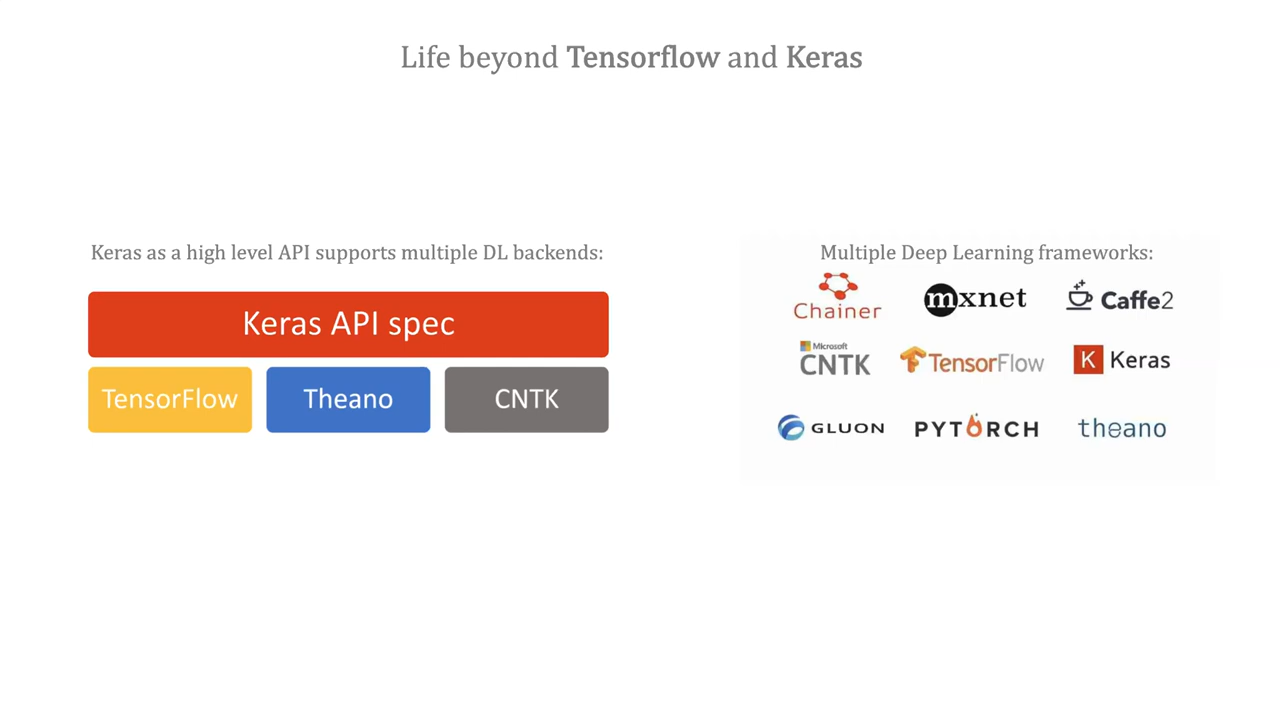 Life beyond Tensorflow and Keras
Keras as a high level API supports multiple DL backends:
Keras API spec
TensorFlow Theano CNTK
Multiple Deep Learning frameworks:
Chainer mxnet Caffe2
Microsoft
CNTK TensorFlow K Keras
GLUON PYTORCH theano